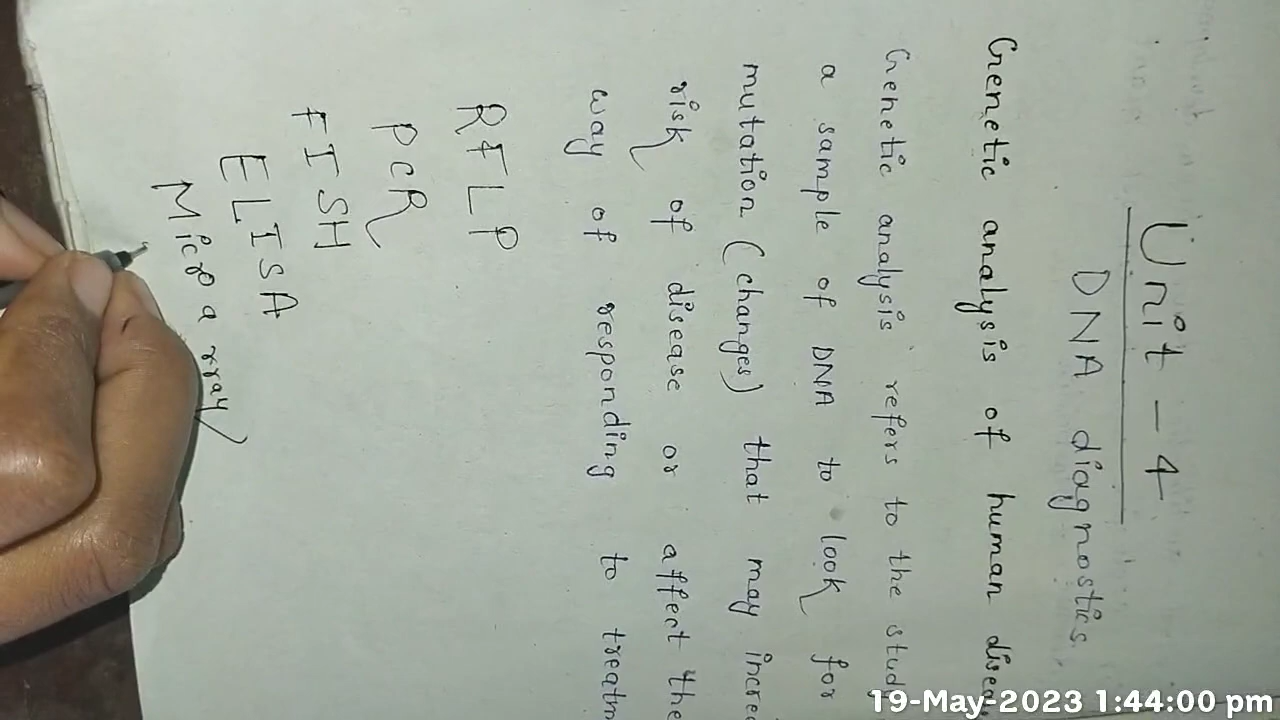 Unit - 4
DNA diagnostics.
Genetic analysis of human disea
Genetic analysis refers to the study
a sample of DNA to look for
mutation (changes) that may increa
risk of disease or affect the
way of responding to treatm
RFLP
PCR
FISH
ELISA
Micro array
19-May-2023 1:44:00 pm